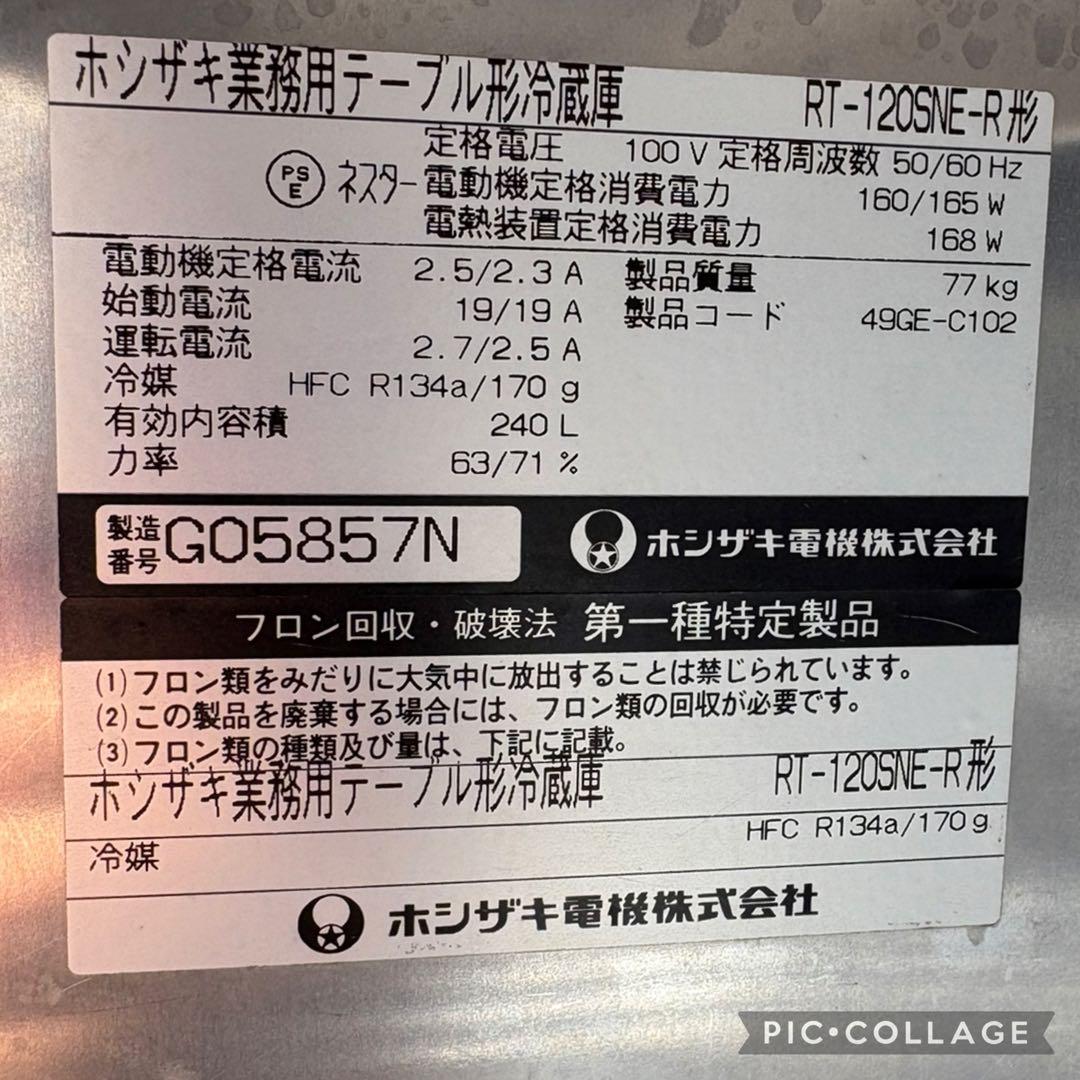 ホシザキ業務用テーブル形冷蔵庫 RT-120SNE-R形
定格電圧 100 V 定格周波数 50/60 Hz
PS E ネスター 電動機定格消費電力 160/165 W
電熱装置定格消費電力 168 W
電動機定格電流 2.5/2.3 A 製品質量 77 kg
始動電流 19/19 A 製品コード 49GE-C102
運転電流 2.7/2.5 A
冷媒 HFC R134a/170 g
有効内容積 240 L
力率 63/71 %
製造番号 G05857N ホシザキ電機株式会社
フロン回収・破壊法 第一種特定製品
(1)フロン類をみだりに大気中に放出することは禁じられています。
(2)この製品を廃棄する場合には、フロン類の回収が必要です。
(3)フロン類の種類及び量は、下記に記載。
ホシザキ業務用テーブル形冷蔵庫 RT-120SNE-R形
冷媒 HFC R134a/170 g
ホシザキ電機株式会社
PIC•COLLAGE